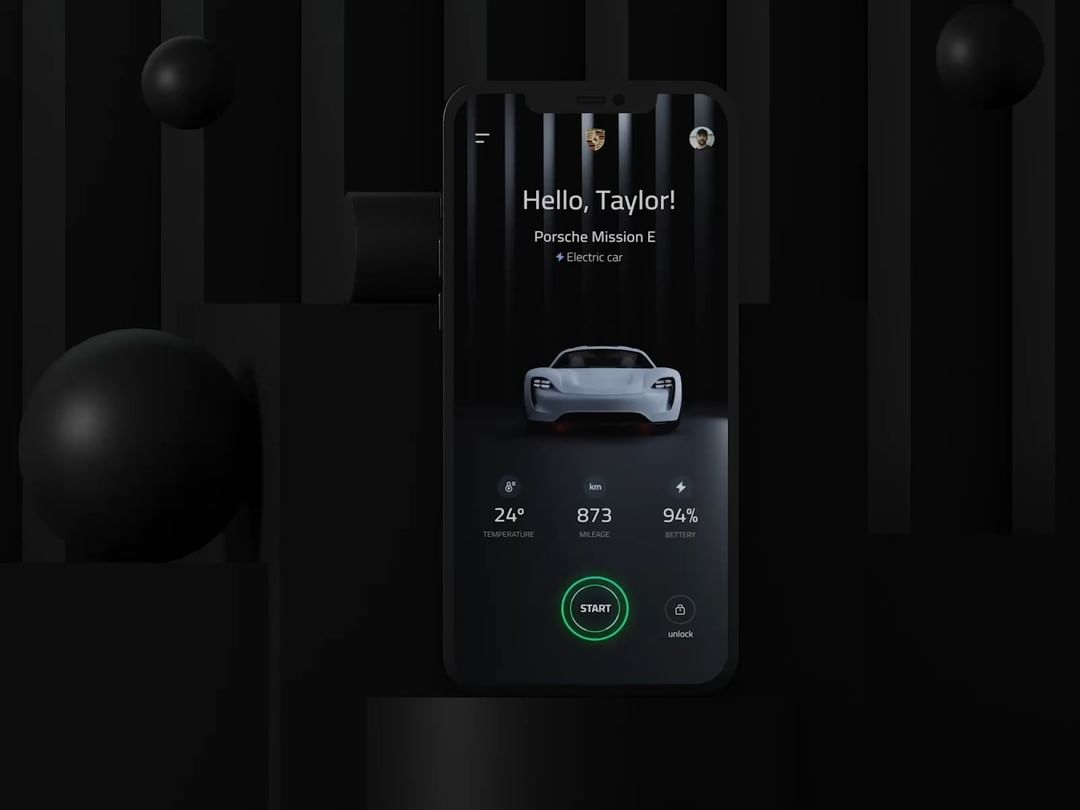 Hello, Taylor!
Porsche Mission E
Electric car
km
24° 873 94%
TEMPERATURE MILEAGE BETTERY
START
unlock